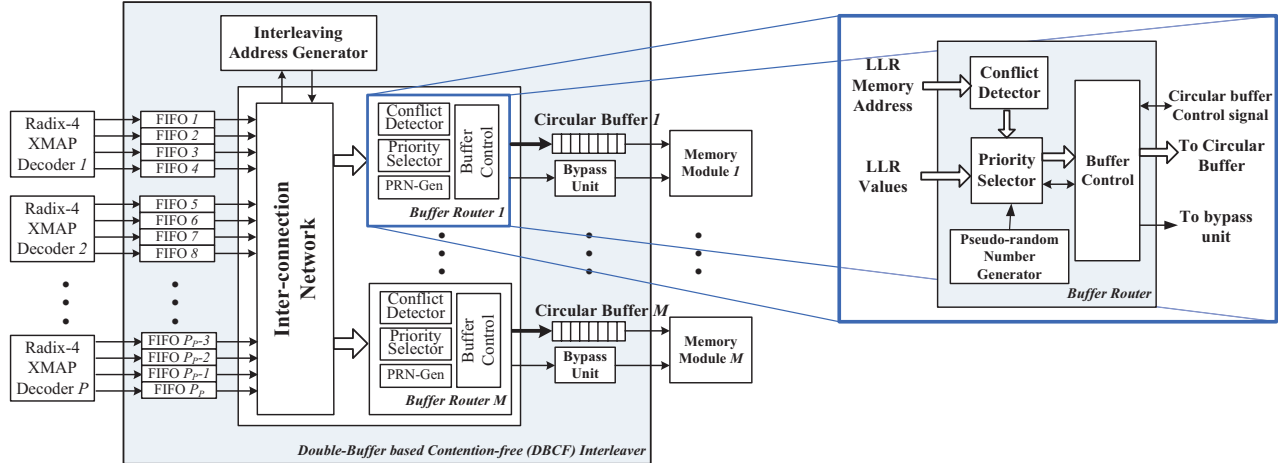 Interleaving
Address Generator
Radix-4
XMAP
Decoder 1
FIFO 1
FIFO 2
FIFO 3
FIFO 4
Radix-4
XMAP
Decoder 2
FIFO 5
FIFO 6
FIFO 7
FIFO 8
Radix-4
XMAP
Decoder P
FIFO PP-3
FIFO PP-2
FIFO PP-1
FIFO PP
Inter-connection
Network
Conflict
Detector
Priority
Selector
PRN-Gen
Buffer
Control
Buffer Router 1
Circular Buffer 1
Bypass
Unit
Memory
Module 1
Conflict
Detector
Priority
Selector
PRN-Gen
Buffer
Control
Buffer Router M
Circular Buffer M
Bypass
Unit
Memory
Module M
Double-Buffer based Contention-free (DBCF) Interleaver
LLR
Memory
Address
LLR
Values
Conflict
Detector
Priority
Selector
Pseudo-random
Number
Generator
Buffer
Control
Buffer Router
Circular buffer
Control signal
To Circular
Buffer
To bypass
unit